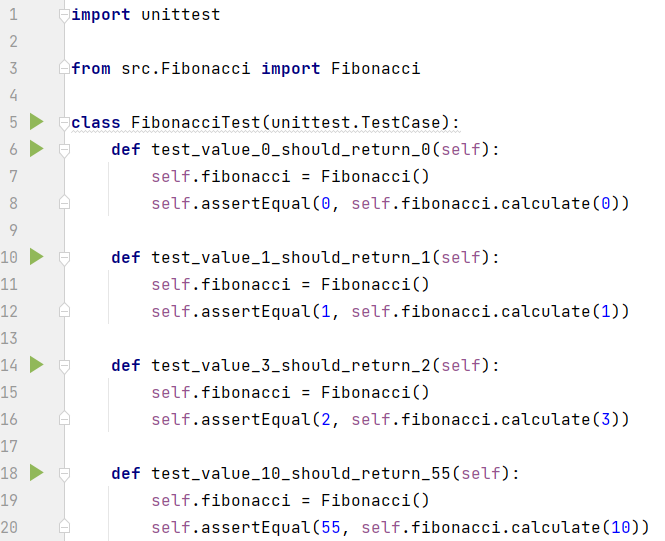 1 import unittest
2
3 from src.Fibonacci import Fibonacci
4
5 class FibonacciTest(unittest.TestCase):
6     def test_value_0_should_return_0(self):
7         self.fibonacci = Fibonacci()
8         self.assertEqual(0, self.fibonacci.calculate(0))
9
10     def test_value_1_should_return_1(self):
11         self.fibonacci = Fibonacci()
12         self.assertEqual(1, self.fibonacci.calculate(1))
13
14     def test_value_3_should_return_2(self):
15         self.fibonacci = Fibonacci()
16         self.assertEqual(2, self.fibonacci.calculate(3))
17
18     def test_value_10_should_return_55(self):
19         self.fibonacci = Fibonacci()
20         self.assertEqual(55, self.fibonacci.calculate(10))